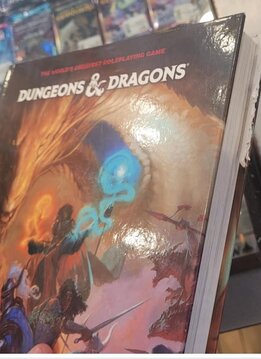 THE WORLD'S GREATEST ROLEPLAYING GAME
DUNGEONS & DRAGONS®